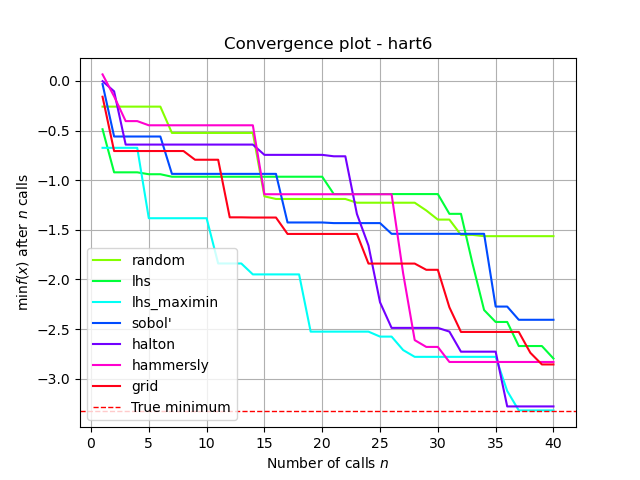 Convergence plot - hart6
min f(x) after n calls
0.0
−0.5
−1.0
−1.5
−2.0
−2.5
−3.0
random
lhs
lhs_maximin
sobol'
halton
hammersly
grid
True minimum
0 5 10 15 20 25 30 35 40
Number of calls n